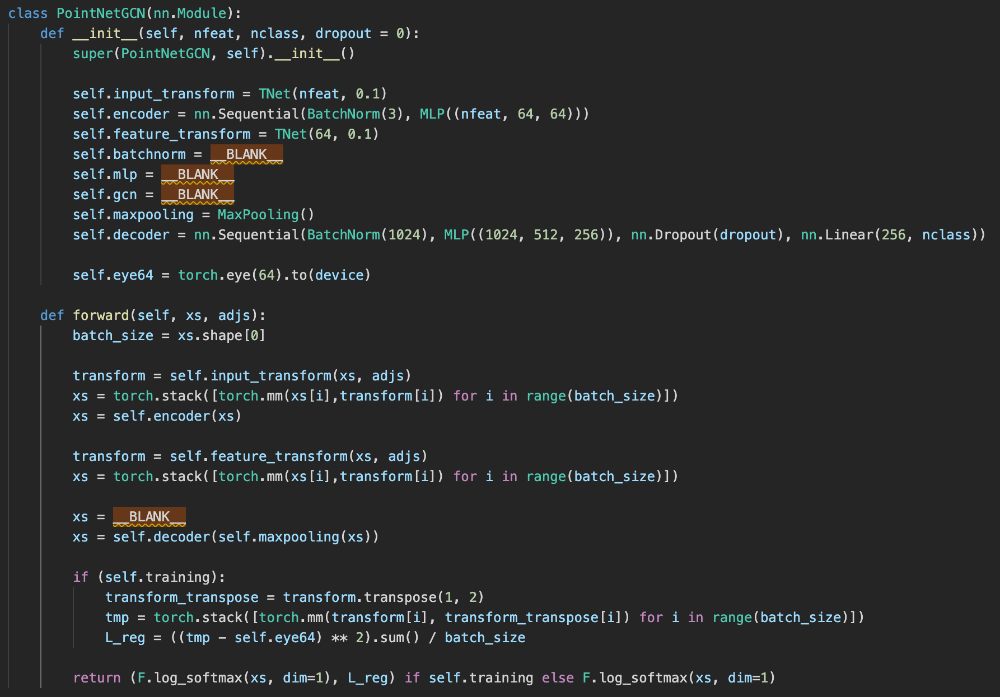 class PointNetGCN(nn.Module):
    def __init__(self, nfeat, nclass, dropout = 0):
        super(PointNetGCN, self).__init__()

        self.input_transform = TNet(nfeat, 0.1)
        self.encoder = nn.Sequential(BatchNorm(3), MLP((nfeat, 64, 64)))
        self.feature_transform = TNet(64, 0.1)
        self.batchnorm = __BLANK__
        self.mlp = __BLANK__
        self.gcn = __BLANK__
        self.maxpooling = MaxPooling()
        self.decoder = nn.Sequential(BatchNorm(1024), MLP((1024, 512, 256)), nn.Dropout(dropout), nn.Linear(256, nclass))

        self.eye64 = torch.eye(64).to(device)

    def forward(self, xs, adjs):
        batch_size = xs.shape[0]

        transform = self.input_transform(xs, adjs)
        xs = torch.stack([torch.mm(xs[i],transform[i]) for i in range(batch_size)])
        xs = self.encoder(xs)

        transform = self.feature_transform(xs, adjs)
        xs = torch.stack([torch.mm(xs[i],transform[i]) for i in range(batch_size)])

        xs = __BLANK__
        xs = self.decoder(self.maxpooling(xs))

        if (self.training):
            transform_transpose = transform.transpose(1, 2)
            tmp = torch.stack([torch.mm(transform[i], transform_transpose[i]) for i in range(batch_size)])
            L_reg = ((tmp - self.eye64) ** 2).sum() / batch_size

        return (F.log_softmax(xs, dim=1), L_reg) if self.training else F.log_softmax(xs, dim=1)